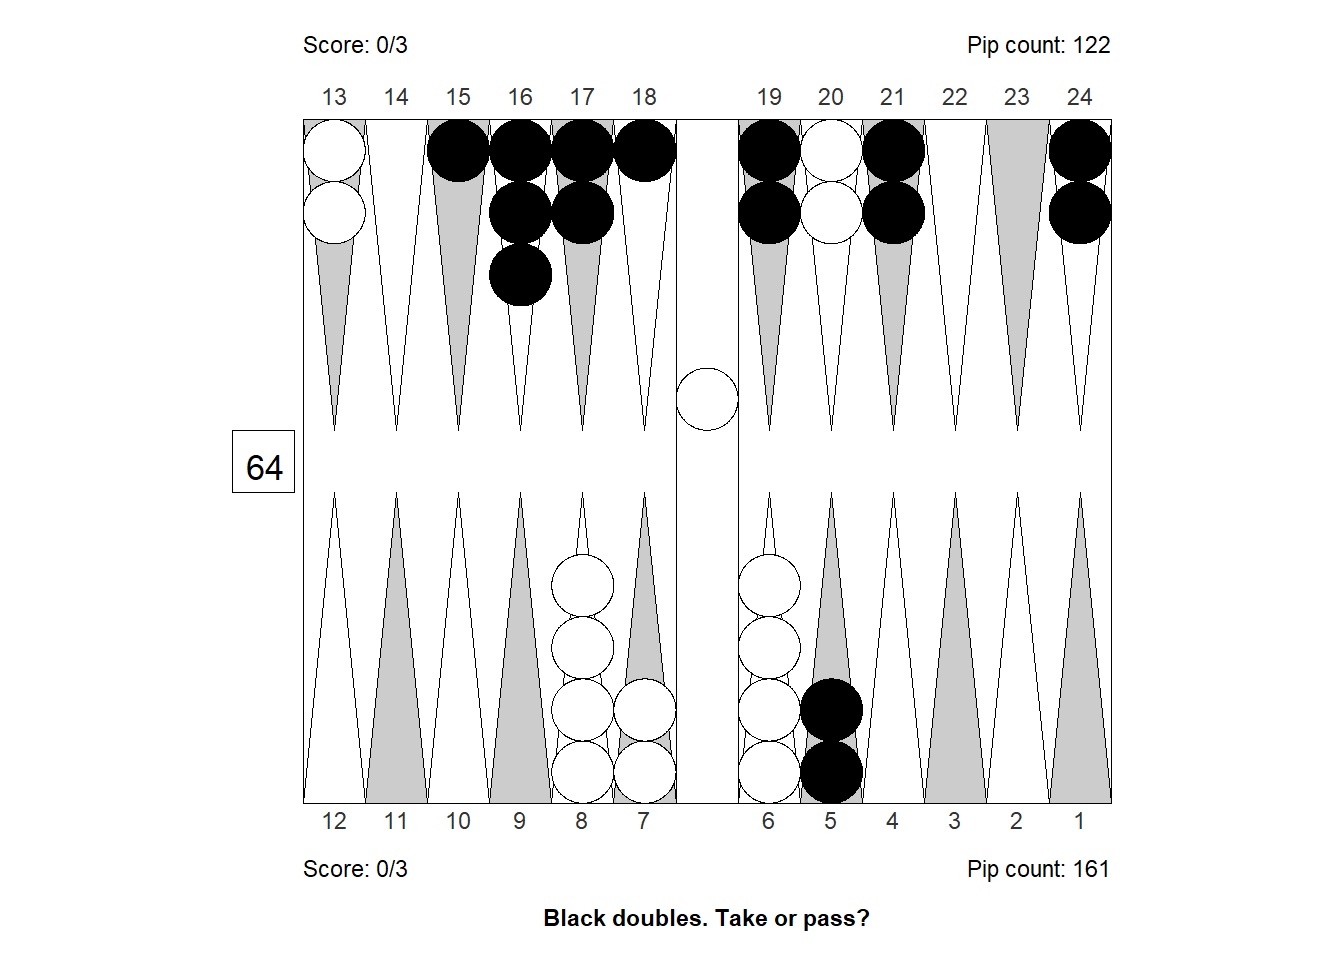 Score: 0/3 Pip count: 122
13 14 15 16 17 18 19 20 21 22 23 24
64
12 11 10 9 8 7 6 5 4 3 2 1
Score: 0/3 Pip count: 161
Black doubles. Take or pass?